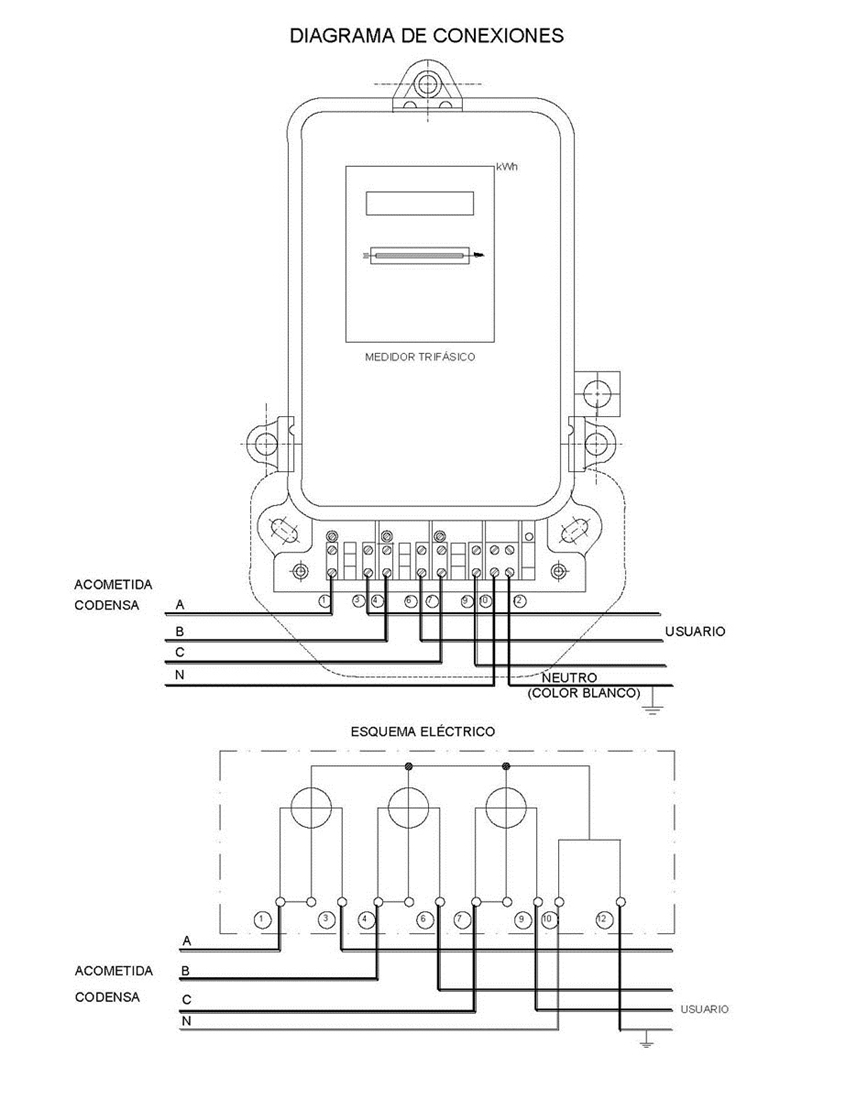 DIAGRAMA DE CONEXIONES
kWh
MEDIDOR TRIFÁSICO
ACOMETIDA
CODENSA
A
1
3
4
6
7
9
10
12
B
USUARIO
C
N
NEUTRO
(COLOR BLANCO)
ESQUEMA ELÉCTRICO
1
3
4
6
7
9
10
12
A
ACOMETIDA
B
CODENSA
C
USUARIO
N